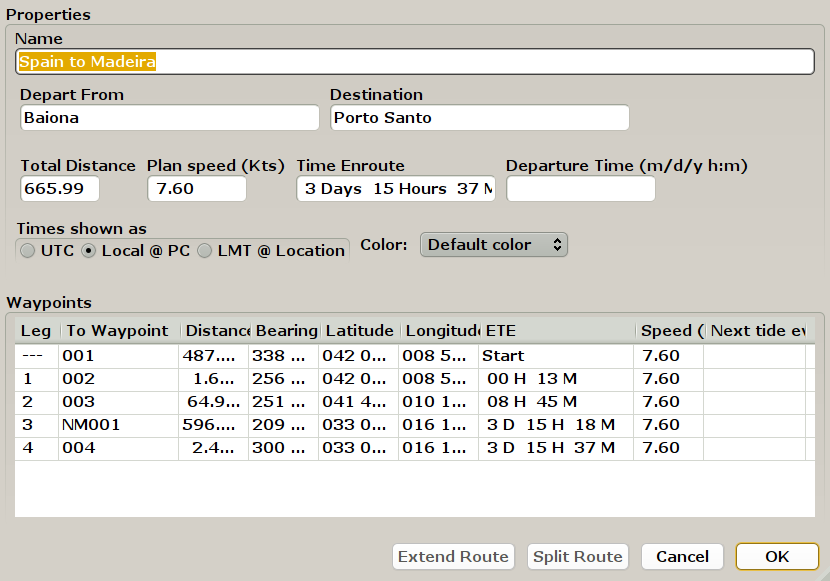 Properties
Name
Spain to Madeira
Depart From Destination
Baiona Porto Santo
Total Distance Plan speed (Kts) Time Enroute Departure Time (m/d/y h:m)
665.99 7.60 3 Days 15 Hours 37 M
Times shown as
UTC Local @ PC LMT @ Location Color: Default color
Waypoints
Leg To Waypoint Distance Bearing Latitude Longitude ETE Speed ( Next tide ev
--- 001 487.... 338 ... 042 0... 008 5... Start 7.60
1 002 1.6... 256 ... 042 0... 008 5... 00 H 13 M 7.60
2 003 64.9... 251 ... 041 4... 010 1... 08 H 45 M 7.60
3 NM001 596.... 209 ... 033 0... 016 1... 3 D 15 H 18 M 7.60
4 004 2.4... 300 ... 033 0... 016 1... 3 D 15 H 37 M 7.60
Extend Route Split Route Cancel OK